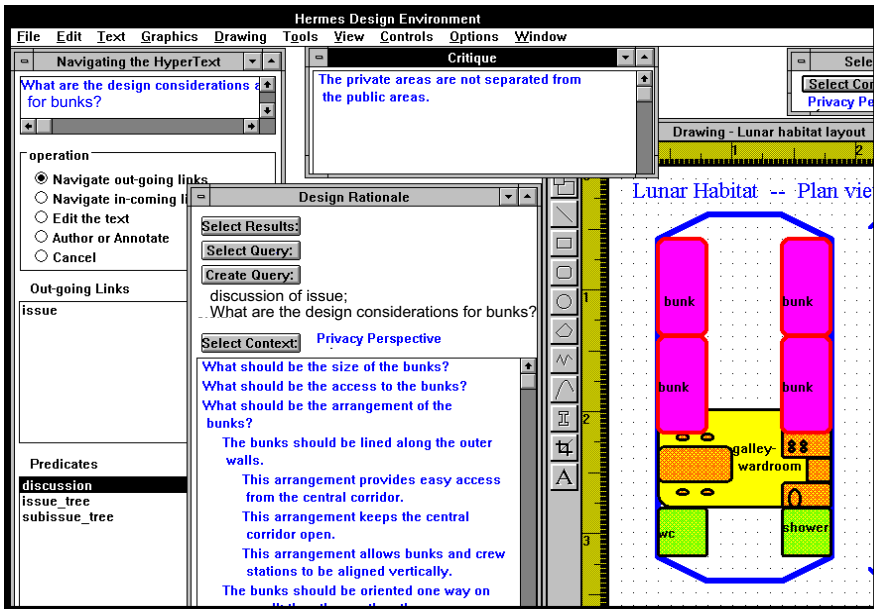 Hermes Design Environment
File Edit Text Graphics Drawing Tools View Controls Options Window
Navigating the HyperText
What are the design considerations
for bunks?
operation
Navigate out-going links
Navigate in-coming
Edit the text
Author or Annotate
Cancel
Out-going Links
issue
Predicates
discussion
issue_tree
subissue_tree
Critique
The private areas are not separated from
the public areas.
Design Rationale
Select Results:
Select Query:
Create Query:
discussion of issue;
What are the design considerations for bunks?
Select Context:
Privacy Perspective
What should be the size of the bunks?
What should be the access to the bunks?
What should be the arrangement of the
bunks?
The bunks should be lined along the outer
walls.
This arrangement provides easy access
from the central corridor.
This arrangement keeps the central
corridor open.
This arrangement allows bunks and crew
stations to be aligned vertically.
The bunks should be oriented one way on
Sele
Select Con
Privacy Pe
Drawing - Lunar habitat layout
1 2
1
2
3
A
Lunar Habitat -- Plan vie
bunk bunk
bunk bunk
galley-
wardroom
wc shower